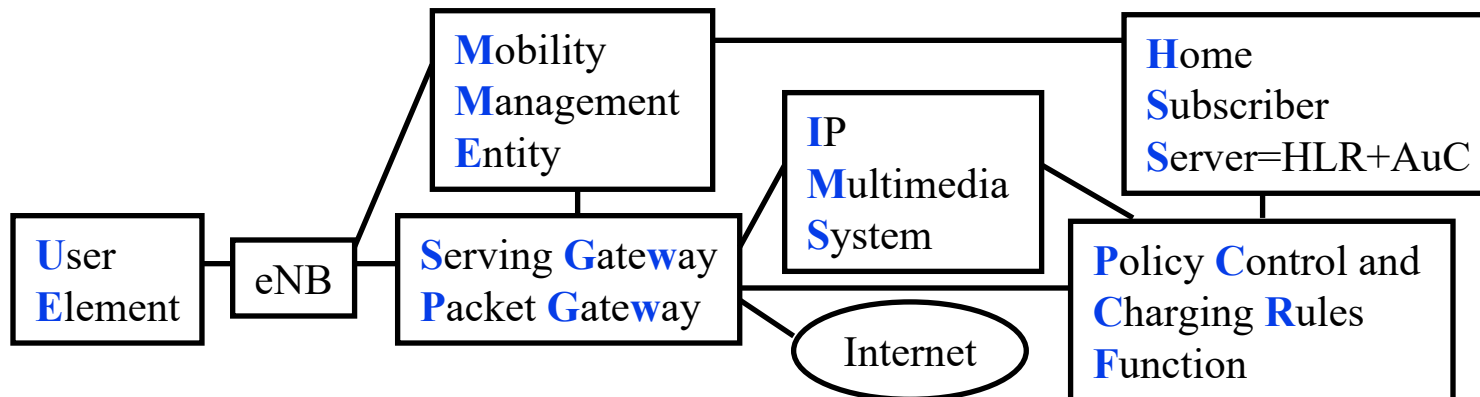 Mobility
Management
Entity
Home
Subscriber
Server=HLR+AuC
IP
Multimedia
System
User
Element
eNB
Serving Gateway
Packet Gateway
Internet
Policy Control and
Charging Rules
Function